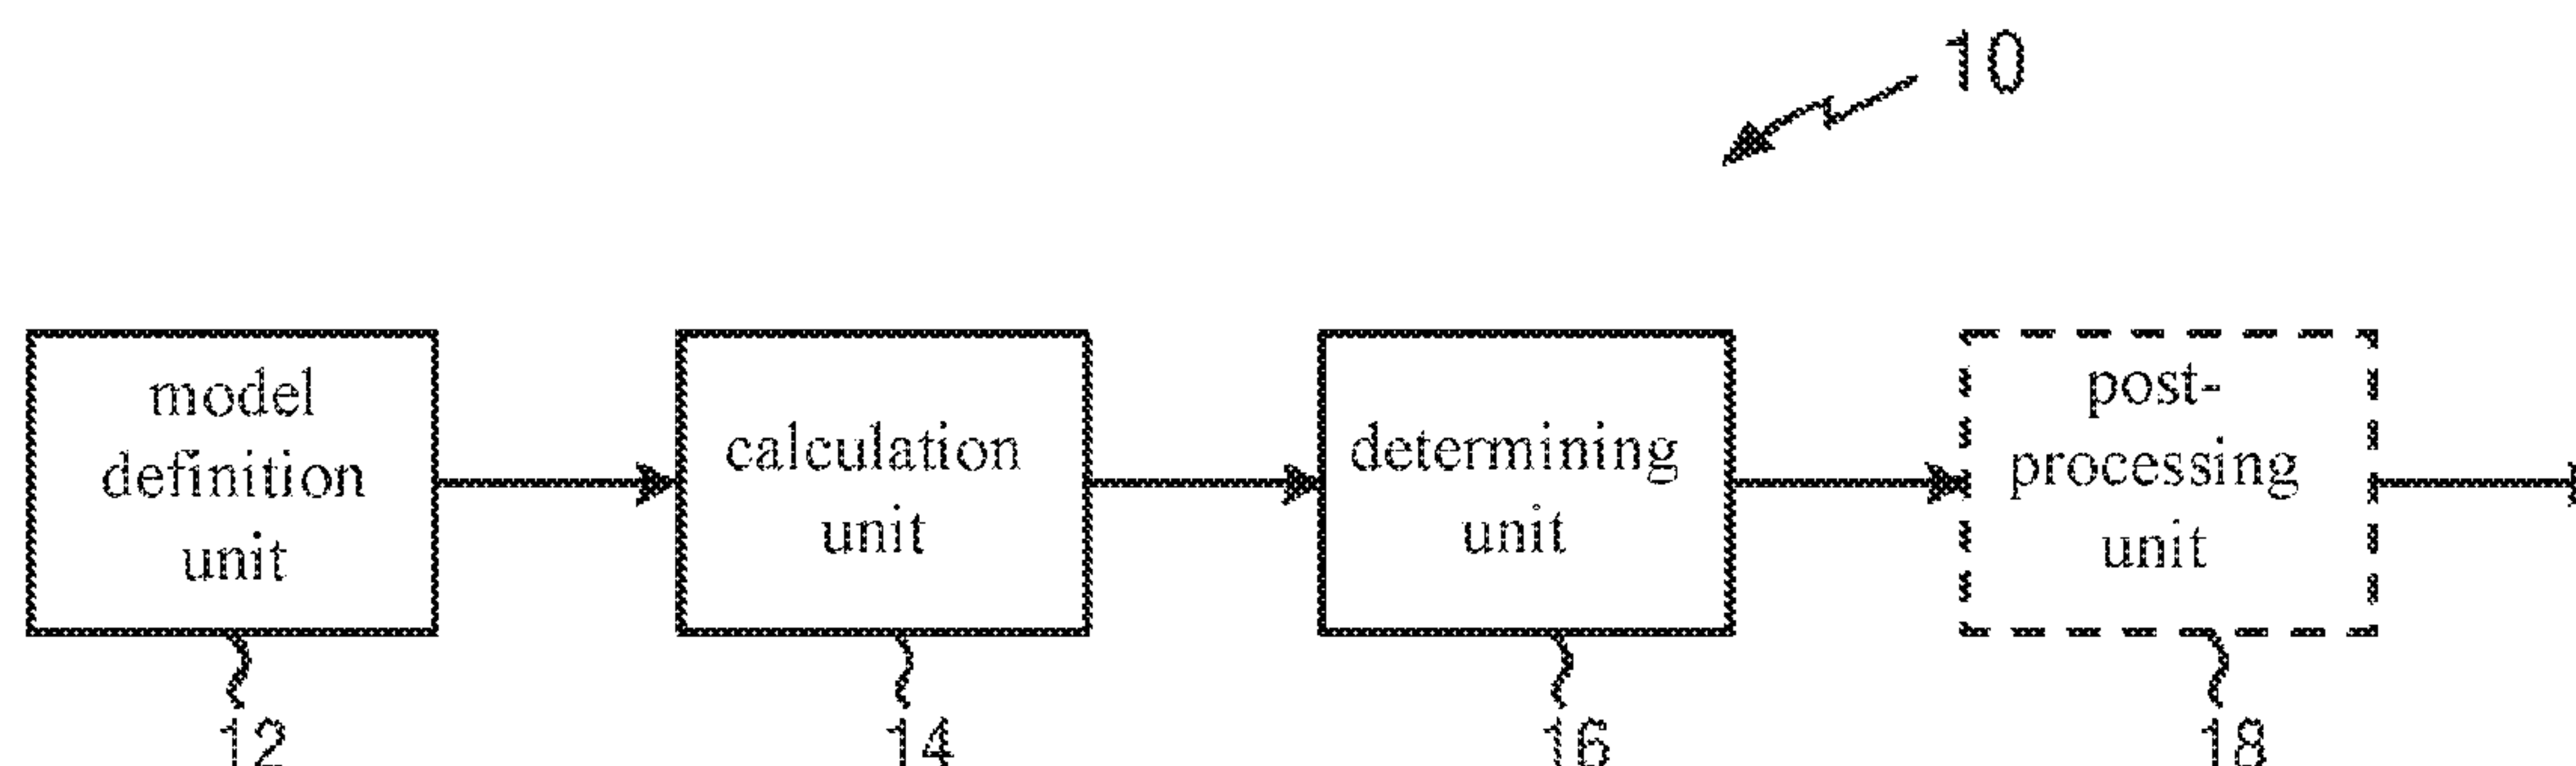 10
model
definition
unit
calculation
unit
determining
unit
post-
processing
unit
12
14
16
18